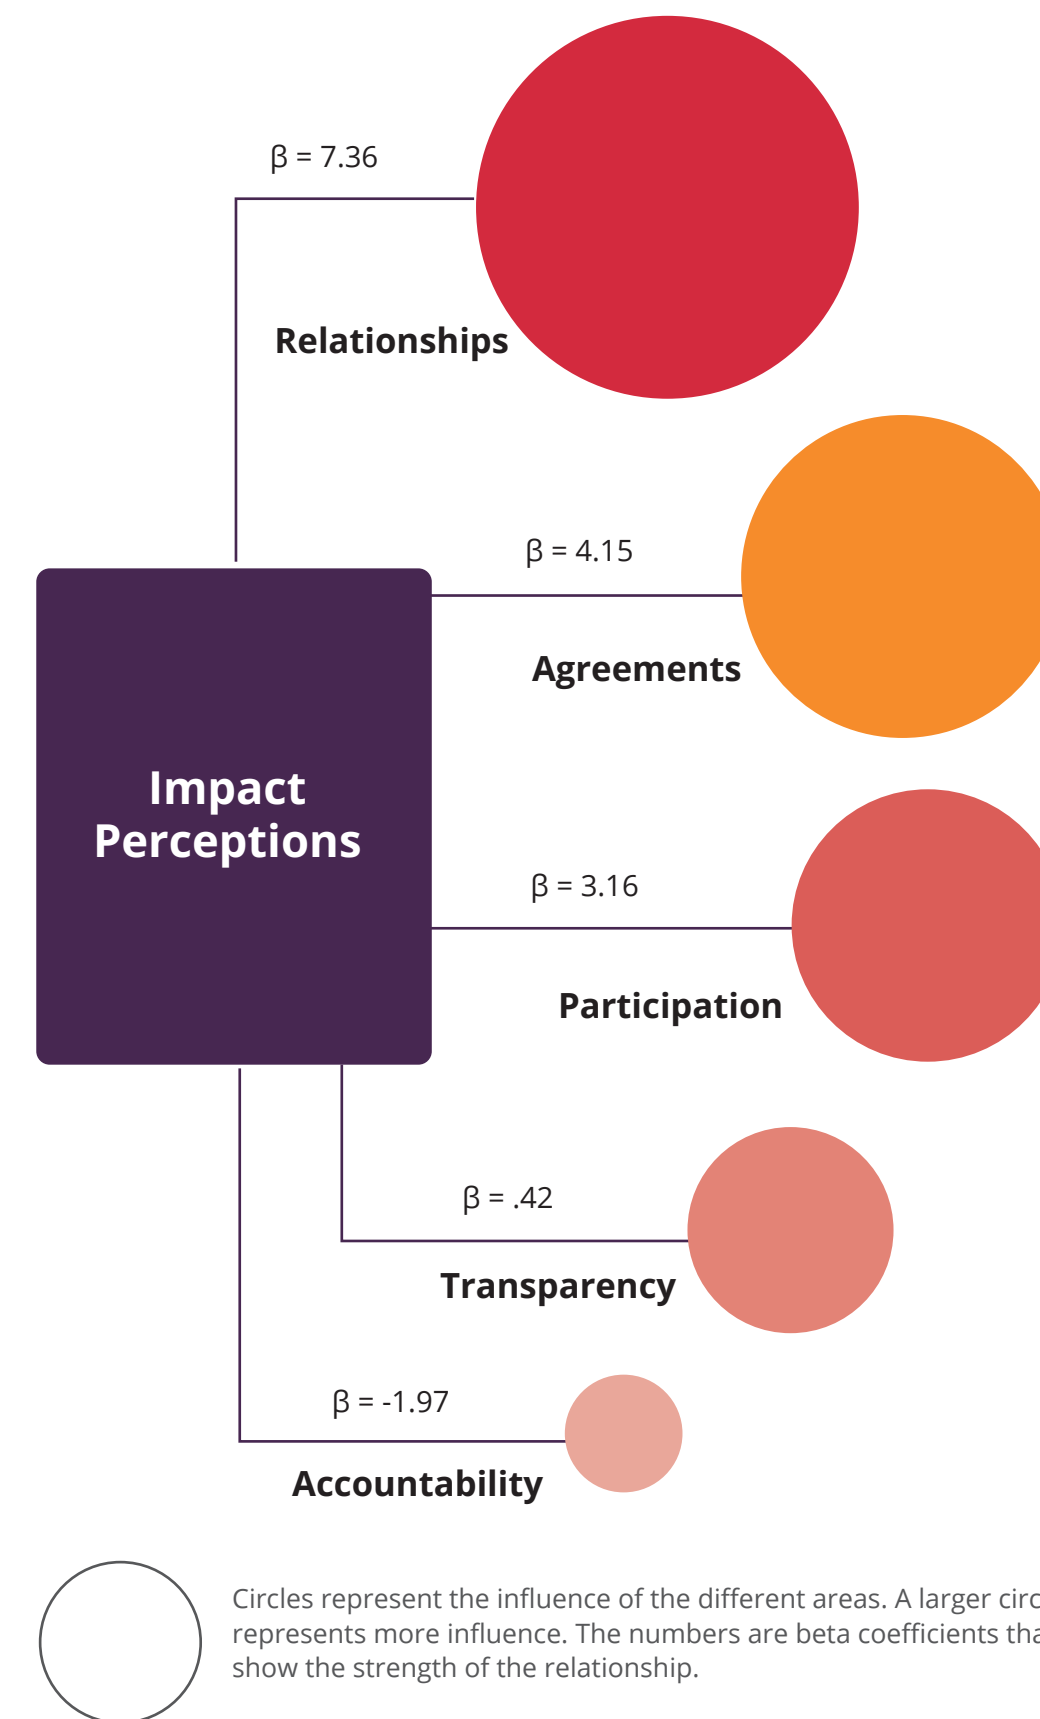 β = 7.36
Relationships
β = 4.15
Agreements
Impact
Perceptions
β = 3.16
Participation
β = .42
Transparency
β = -1.97
Accountability
Circles represent the influence of the different areas. A larger circ
represents more influence. The numbers are beta coefficients tha
show the strength of the relationship.